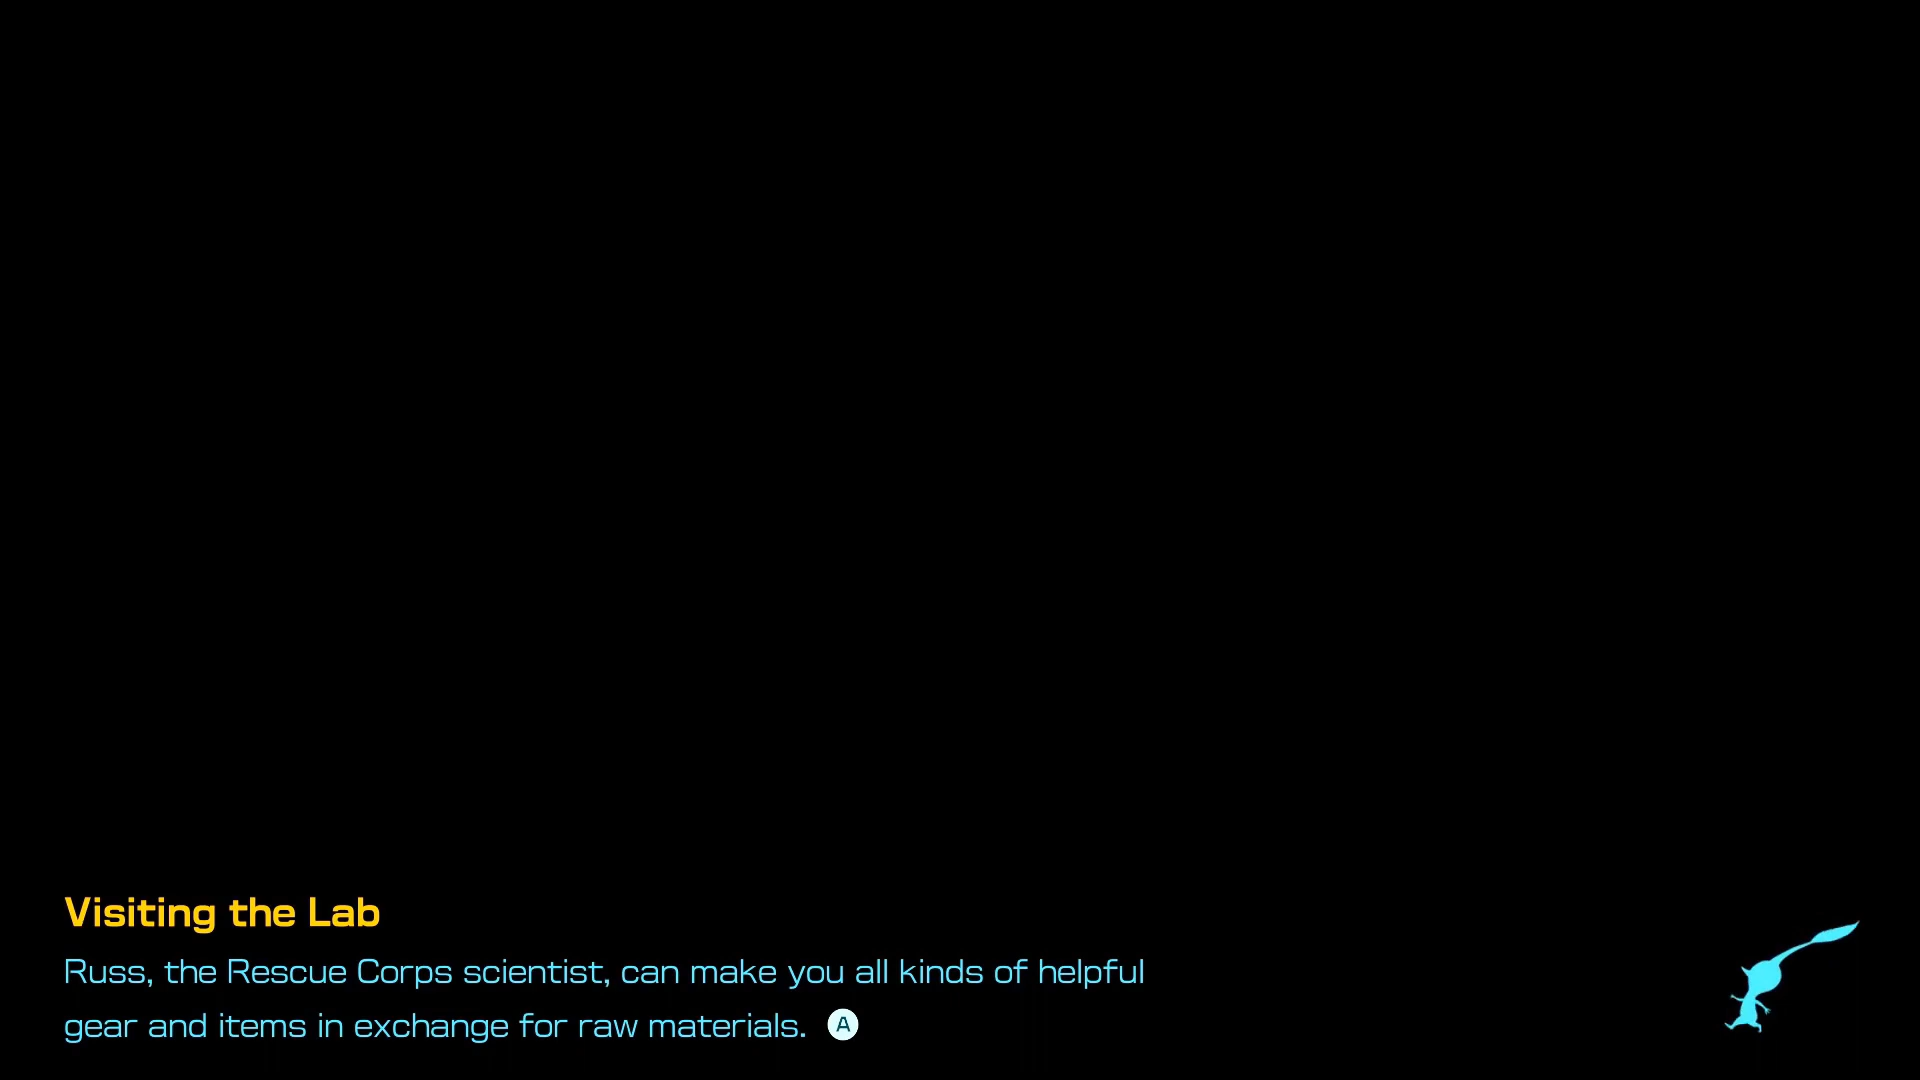 Visiting the Lab
Russ, the Rescue Corps scientist, can make you all kinds of helpful
gear and items in exchange for raw materials. A